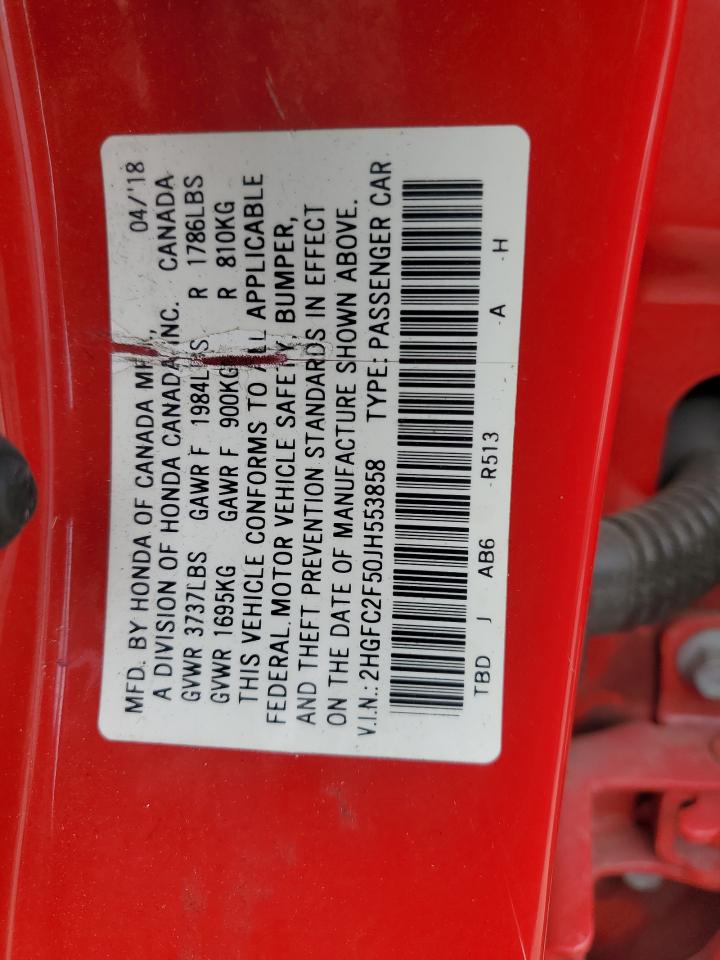 MFD. BY HONDA OF CANADA MFG., 04/'18
A DIVISION OF HONDA CANADA INC. CANADA
GVWR 3737LBS GAWR F 1984LBS R 1786LBS
GVWR 1695KG GAWR F 900KG R 810KG
THIS VEHICLE CONFORMS TO ALL APPLICABLE
FEDERAL MOTOR VEHICLE SAFETY, BUMPER,
AND THEFT PREVENTION STANDARDS IN EFFECT
ON THE DATE OF MANUFACTURE SHOWN ABOVE.
V.I.N.: 2HGFC2F50JH553858 TYPE: PASSENGER CAR
TBD J AB6 -R513 -A -H